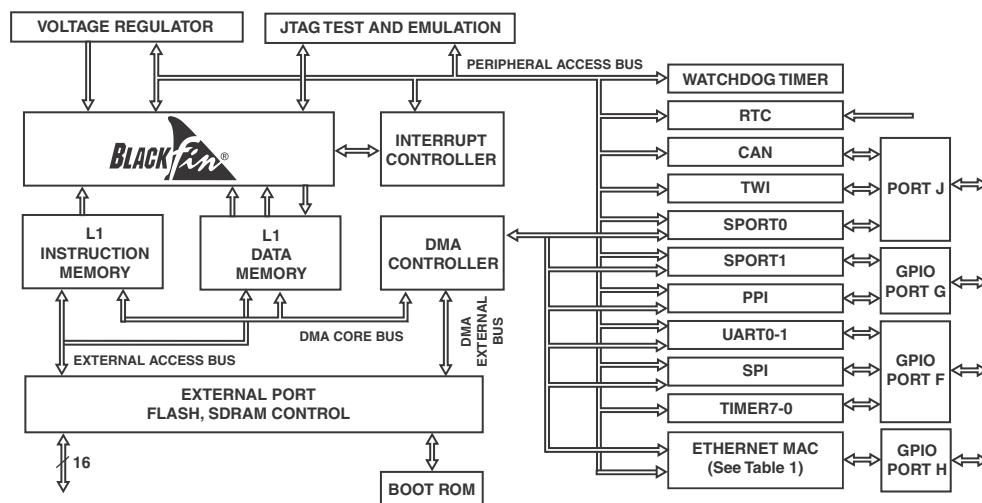 VOLTAGE REGULATOR
JTAG TEST AND EMULATION
PERIPHERAL ACCESS BUS
WATCHDOG TIMER
RTC
BLACKfin®
INTERRUPT
CONTROLLER
CAN
TWI
PORT J
SPORT0
L1
INSTRUCTION
MEMORY
L1
DATA
MEMORY
DMA
CONTROLLER
SPORT1
PPI
GPIO
PORT G
DMA CORE BUS
DMA
EXTERNAL
BUS
EXTERNAL ACCESS BUS
UART0-1
SPI
TIMER7-0
GPIO
PORT F
EXTERNAL PORT
FLASH, SDRAM CONTROL
16
BOOT ROM
ETHERNET MAC
(See Table 1)
GPIO
PORT H